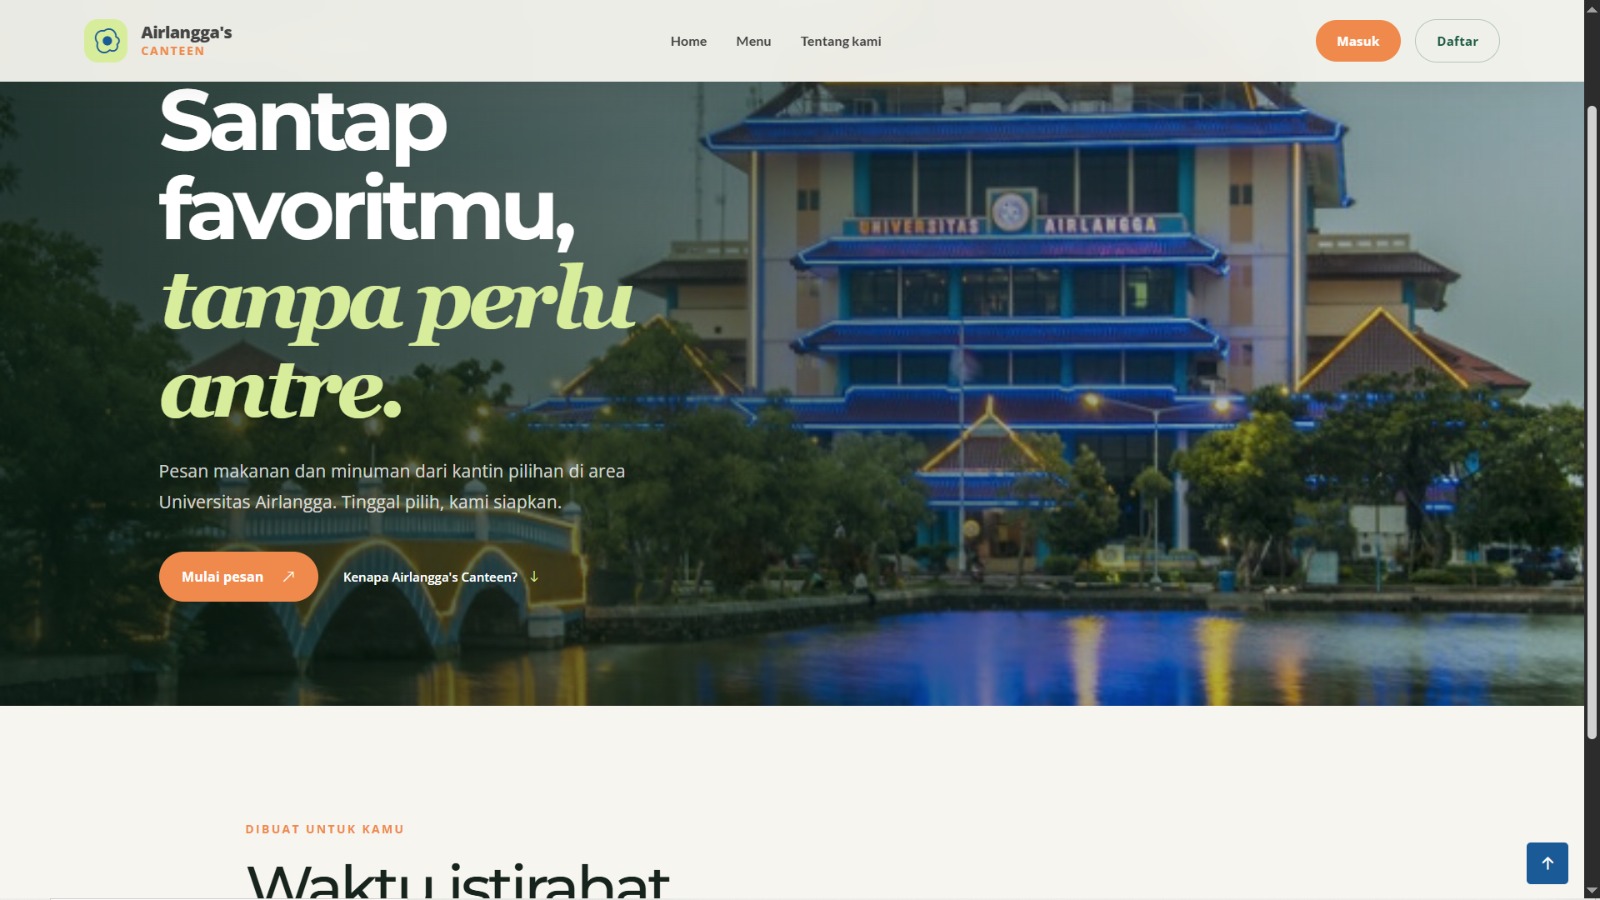 Airlangga's
CANTEEN
Home
Menu
Tentang kami
Masuk
Daftar
Santap
favoritmu,
tanpa perlu
antre.
UNIVERSITAS AIRLANGGA
Pesan makanan dan minuman dari kantin pilihan di area
Universitas Airlangga. Tinggal pilih, kami siapkan.
Mulai pesan
Kenapa Airlangga's Canteen?
DIBUAT UNTUK KAMU
Waktu istirahat